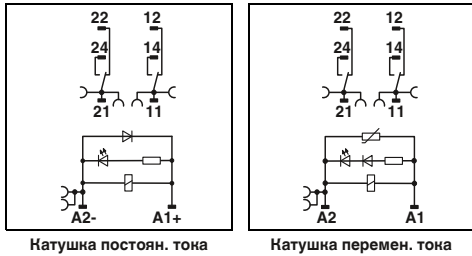 22 12
24 14
21 11
A2- A1+
Катушка постоян. тока
22 12
24 14
21 11
A2 A1
Катушка перемен. тока